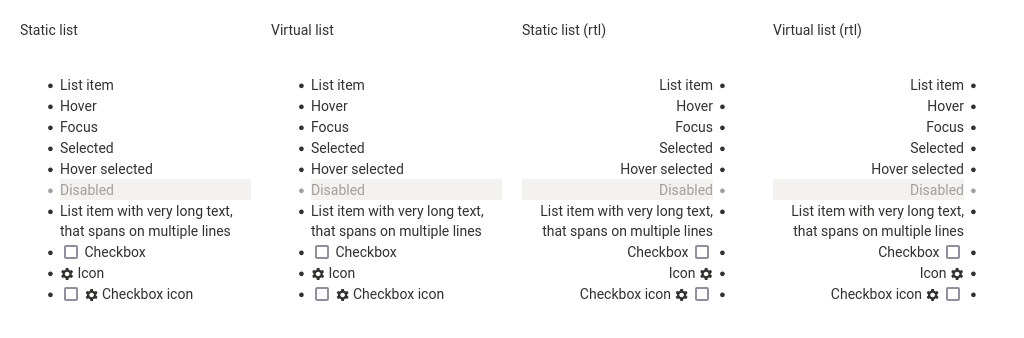 Static list
List item
Hover
Focus
Selected
Hover selected
Disabled
List item with very long text,
that spans on multiple lines
Checkbox
Icon
Checkbox icon
Virtual list
List item
Hover
Focus
Selected
Hover selected
Disabled
List item with very long text,
that spans on multiple lines
Checkbox
Icon
Checkbox icon
Static list (rtl)
List item
Hover
Focus
Selected
Hover selected
Disabled
List item with very long text,
that spans on multiple lines
Checkbox
Icon
Checkbox icon
Virtual list (rtl)
List item
Hover
Focus
Selected
Hover selected
Disabled
List item with very long text,
that spans on multiple lines
Checkbox
Icon
Checkbox icon